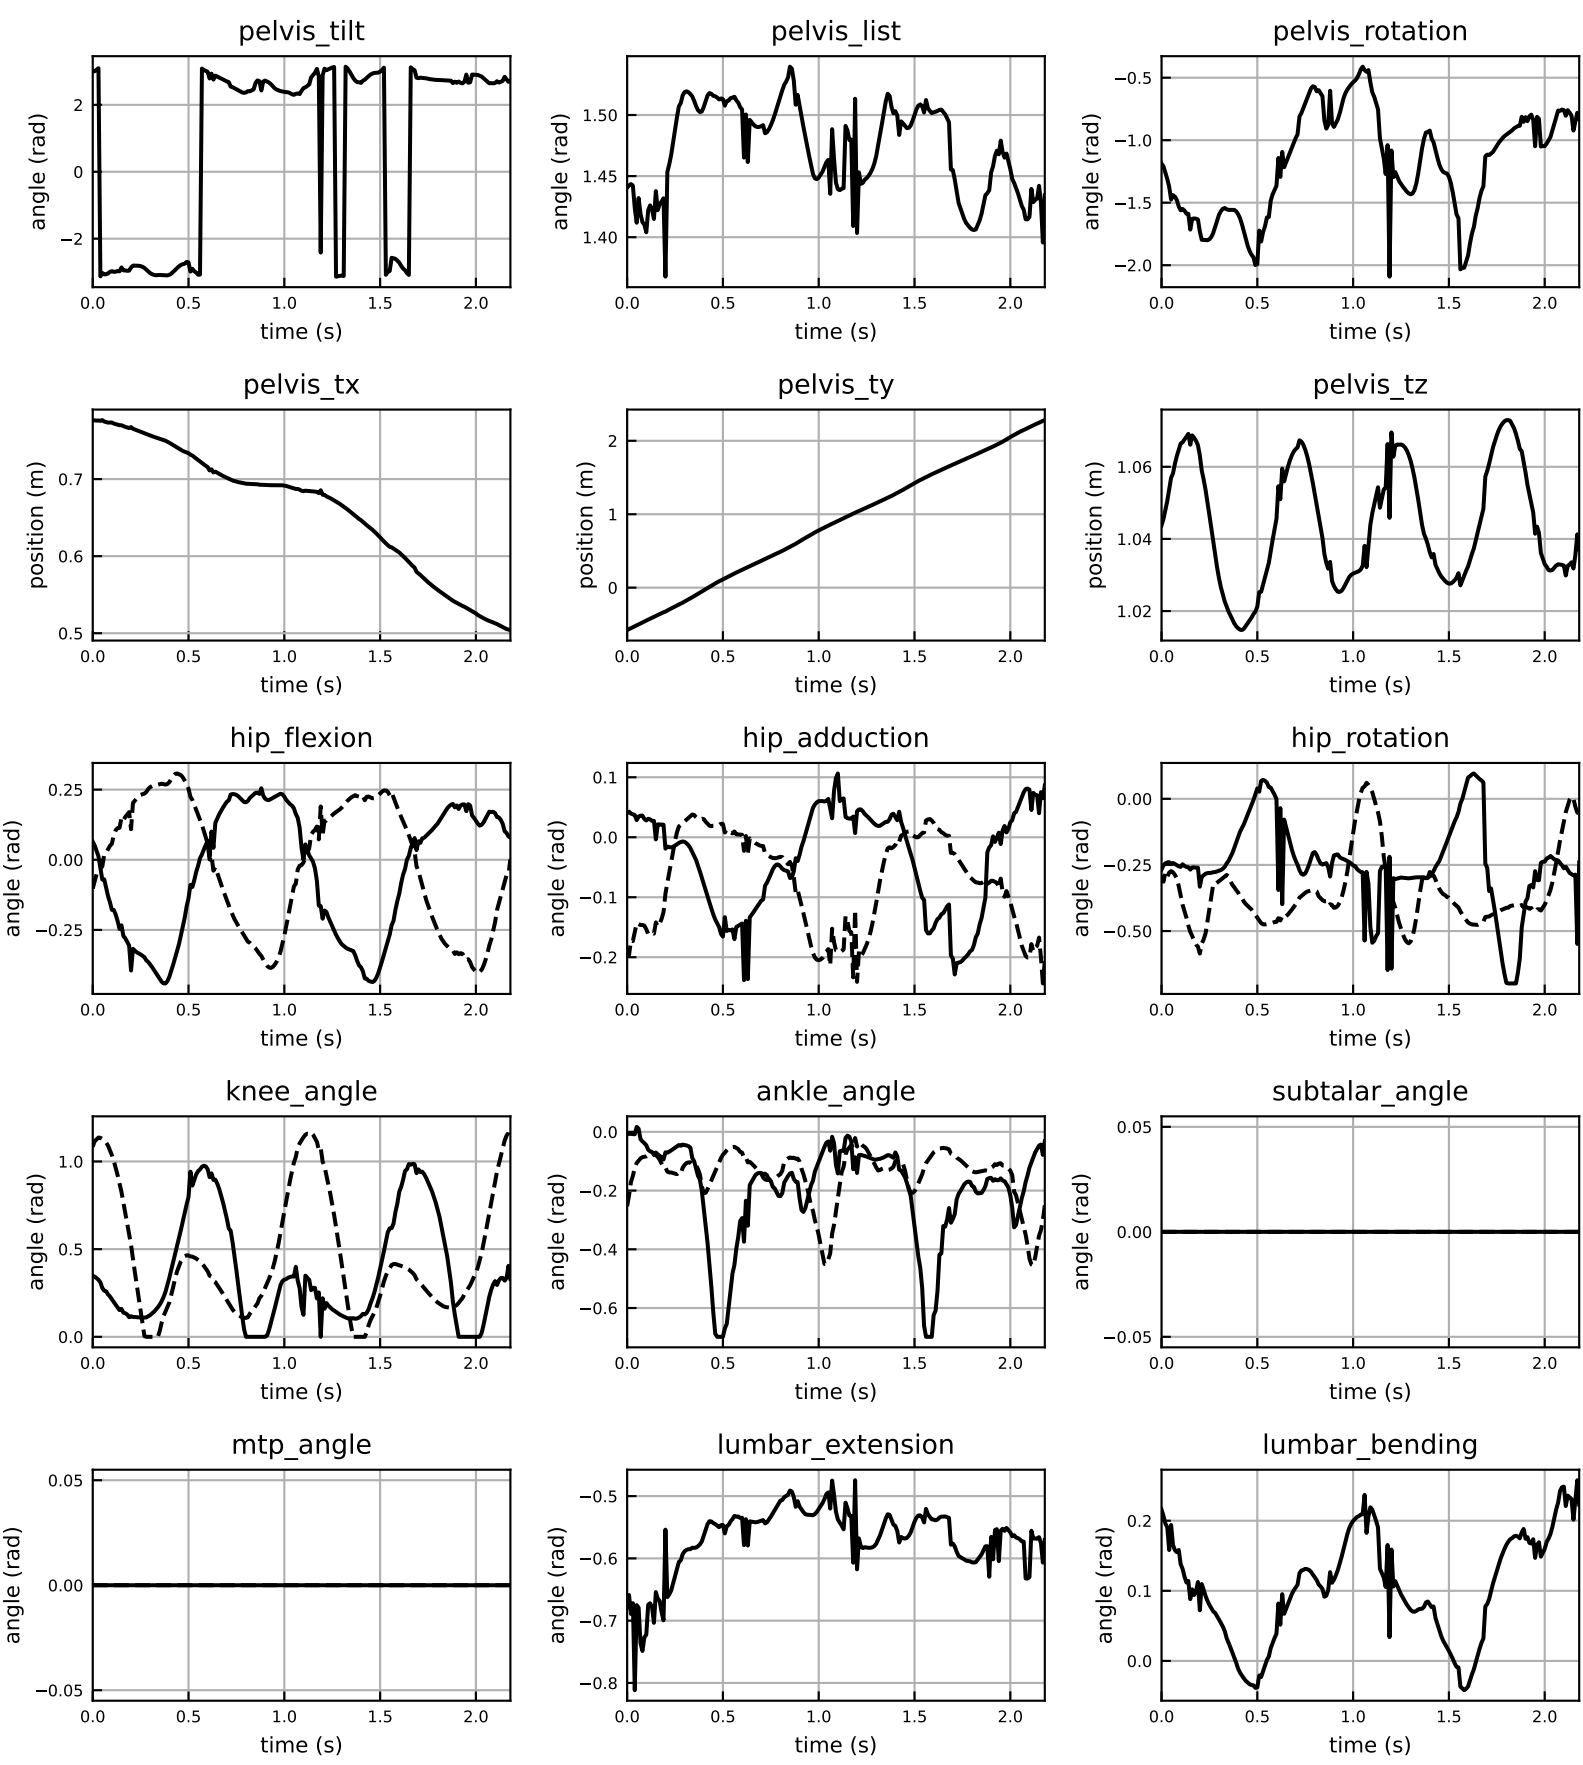 pelvis_tilt
angle (rad)
2
0
−2
0.0 0.5 1.0 1.5 2.0
time (s)
pelvis_list
angle (rad)
1.50
1.45
1.40
0.0 0.5 1.0 1.5 2.0
time (s)
pelvis_rotation
angle (rad)
−0.5
−1.0
−1.5
−2.0
0.0 0.5 1.0 1.5 2.0
time (s)
pelvis_tx
position (m)
0.7
0.6
0.5
0.0 0.5 1.0 1.5 2.0
time (s)
pelvis_ty
position (m)
2
1
0
0.0 0.5 1.0 1.5 2.0
time (s)
pelvis_tz
position (m)
1.06
1.04
1.02
0.0 0.5 1.0 1.5 2.0
time (s)
hip_flexion
angle (rad)
0.25
0.00
−0.25
0.0 0.5 1.0 1.5 2.0
time (s)
hip_adduction
angle (rad)
0.1
0.0
−0.1
−0.2
0.0 0.5 1.0 1.5 2.0
time (s)
hip_rotation
angle (rad)
0.00
−0.25
−0.50
0.0 0.5 1.0 1.5 2.0
time (s)
knee_angle
angle (rad)
1.0
0.5
0.0
0.0 0.5 1.0 1.5 2.0
time (s)
ankle_angle
angle (rad)
0.0
−0.2
−0.4
−0.6
0.0 0.5 1.0 1.5 2.0
time (s)
subtalar_angle
angle (rad)
0.05
0.00
−0.05
0.0 0.5 1.0 1.5 2.0
time (s)
mtp_angle
angle (rad)
0.05
0.00
−0.05
0.0 0.5 1.0 1.5 2.0
time (s)
lumbar_extension
angle (rad)
−0.5
−0.6
−0.7
−0.8
0.0 0.5 1.0 1.5 2.0
time (s)
lumbar_bending
angle (rad)
0.2
0.1
0.0
0.0 0.5 1.0 1.5 2.0
time (s)